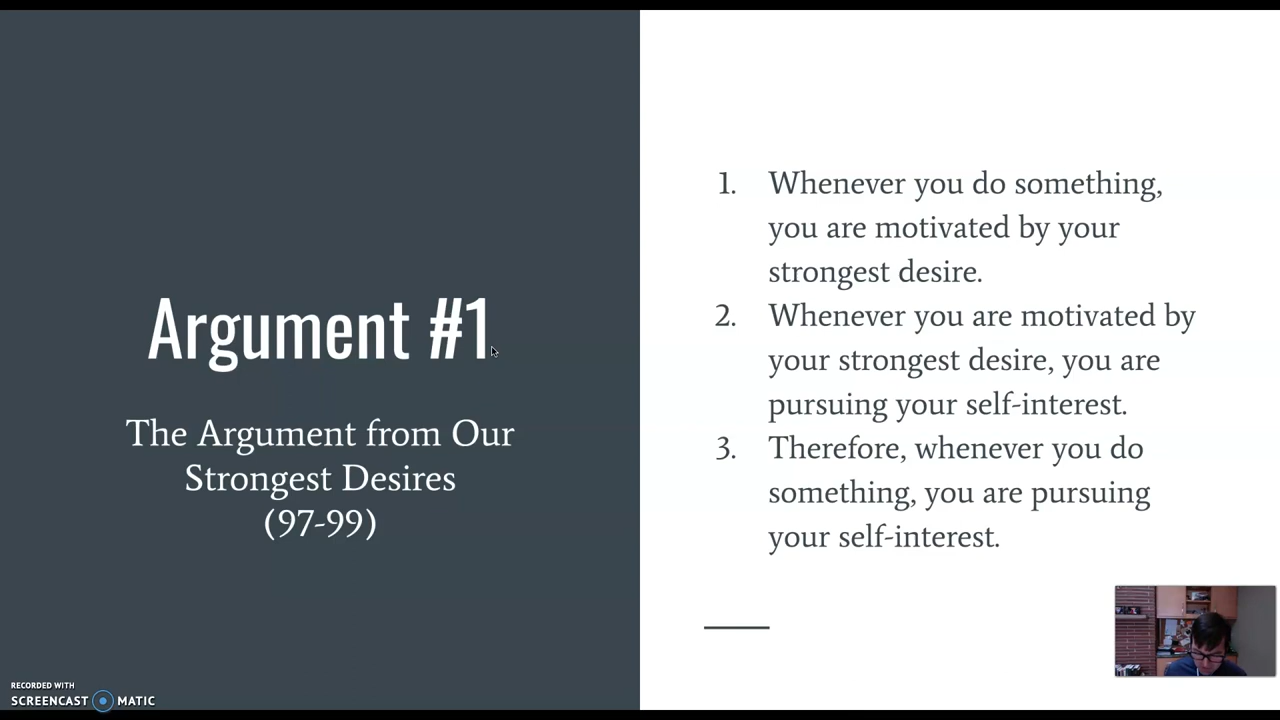 Argument #1
The Argument from Our
Strongest Desires
(97-99)
1. Whenever you do something,
you are motivated by your
strongest desire.
2. Whenever you are motivated by
your strongest desire, you are
pursuing your self-interest.
3. Therefore, whenever you do
something, you are pursuing
your self-interest.
RECORDED WITH
SCREENCAST MATIC